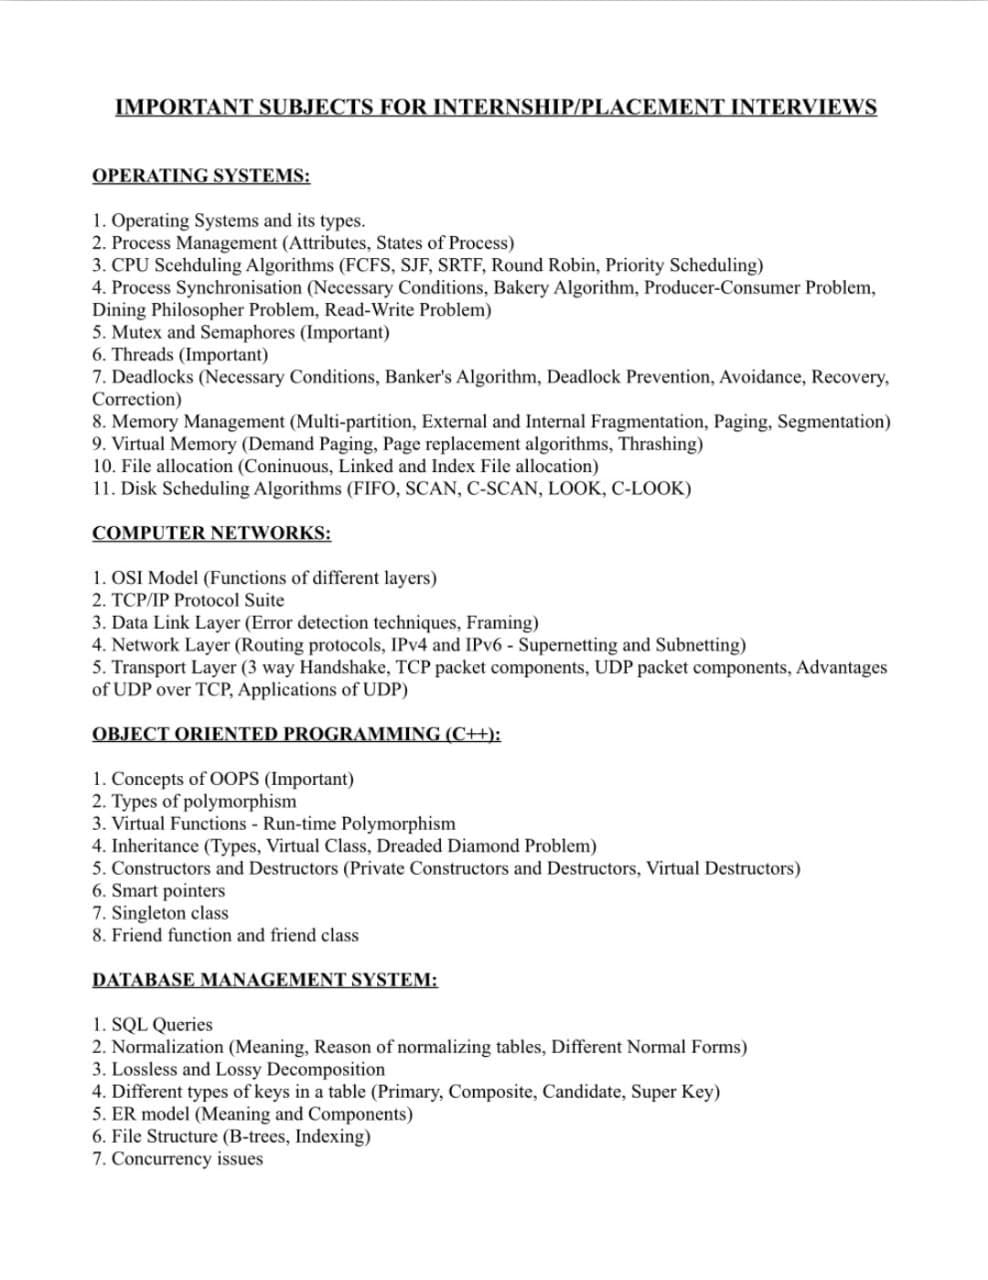 IMPORTANT SUBJECTS FOR INTERNSHIP/PLACEMENT INTERVIEWS
OPERATING SYSTEMS:
1. Operating Systems and its types.
2. Process Management (Attributes, States of Process)
3. CPU Scehduling Algorithms (FCFS, SJF, SRTF, Round Robin, Priority Scheduling)
4. Process Synchronisation (Necessary Conditions, Bakery Algorithm, Producer-Consumer Problem,
Dining Philosopher Problem, Read-Write Problem)
5. Mutex and Semaphores (Important)
6. Threads (Important)
7. Deadlocks (Necessary Conditions, Banker's Algorithm, Deadlock Prevention, Avoidance, Recovery,
Correction)
8. Memory Management (Multi-partition, External and Internal Fragmentation, Paging, Segmentation)
9. Virtual Memory (Demand Paging, Page replacement algorithms, Thrashing)
10. File allocation (Coninuous, Linked and Index File allocation)
11. Disk Scheduling Algorithms (FIFO, SCAN, C-SCAN, LOOK, C-LOOK)
COMPUTER NETWORKS:
1. OSI Model (Functions of different layers)
2. TCP/IP Protocol Suite
3. Data Link Layer (Error detection techniques, Framing)
4. Network Layer (Routing protocols, IPv4 and IPv6 - Supernetting and Subnetting)
5. Transport Layer (3 way Handshake, TCP packet components, UDP packet components, Advantages
of UDP over TCP, Applications of UDP)
OBJECT ORIENTED PROGRAMMING (C++):
1. Concepts of OOPS (Important)
2. Types of polymorphism
3. Virtual Functions - Run-time Polymorphism
4. Inheritance (Types, Virtual Class, Dreaded Diamond Problem)
5. Constructors and Destructors (Private Constructors and Destructors, Virtual Destructors)
6. Smart pointers
7. Singleton class
8. Friend function and friend class
DATABASE MANAGEMENT SYSTEM:
1. SQL Queries
2. Normalization (Meaning, Reason of normalizing tables, Different Normal Forms)
3. Lossless and Lossy Decomposition
4. Different types of keys in a table (Primary, Composite, Candidate, Super Key)
5. ER model (Meaning and Components)
6. File Structure (B-trees, Indexing)
7. Concurrency issues